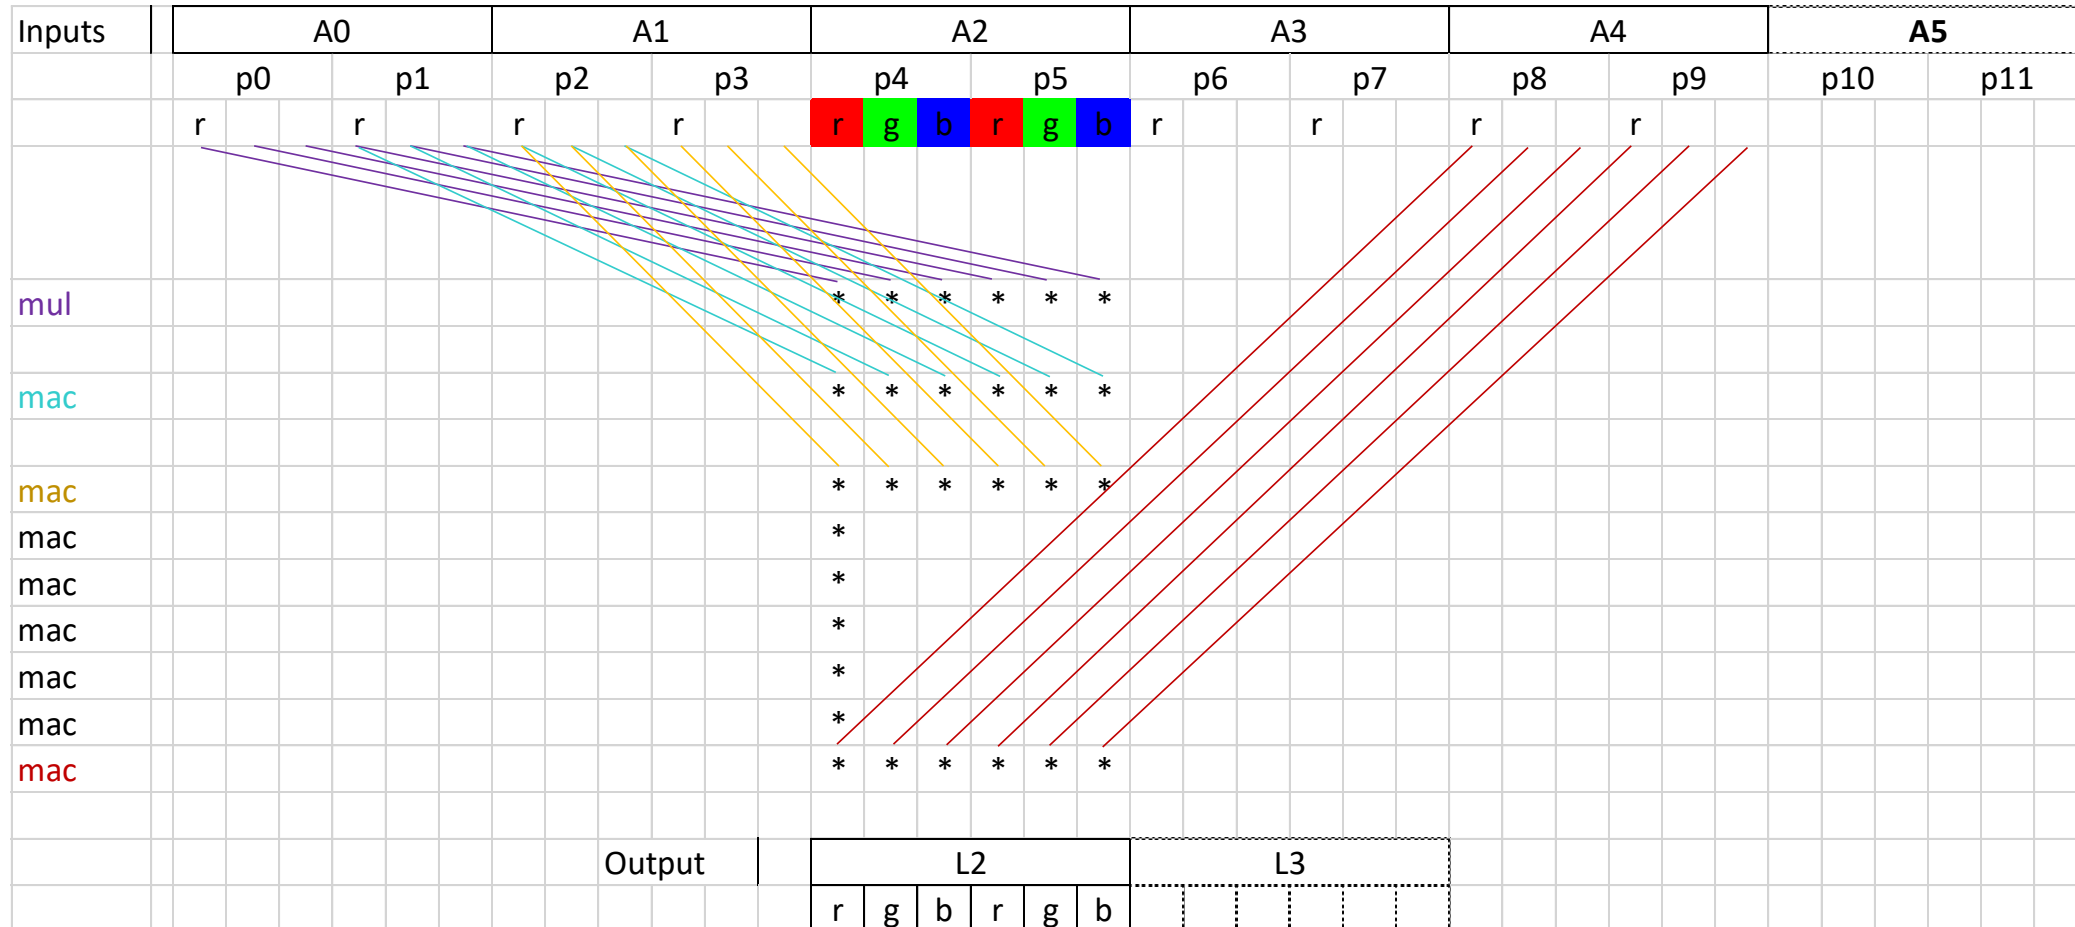 Inputs A0 A1 A2 A3 A4 A5
p0 p1 p2 p3 p4 p5 p6 p7 p8 p9 p10 p11
r r r r r g b r g b r r r r
mul * * * * * *
mac * * * * * *
mac * * * * * *
mac *
mac *
mac *
mac *
mac *
mac * * * * * *
Output L2 L3
r g b r g b